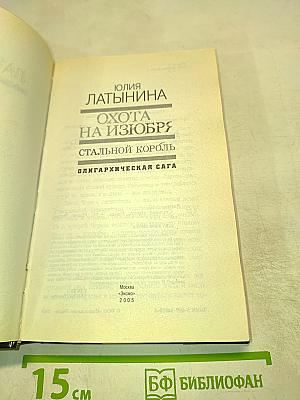 ЮЛИЯ
ЛАТЫНИНА
ОХОТА
НА ИЗЮБРЯ
СТАЛЬНОЙ КОРОЛЬ
ОЛИГАРХИЧЕСКАЯ САГА
Москва
«Эксмо»
2005
15 см
БФ БИБЛИОФАН